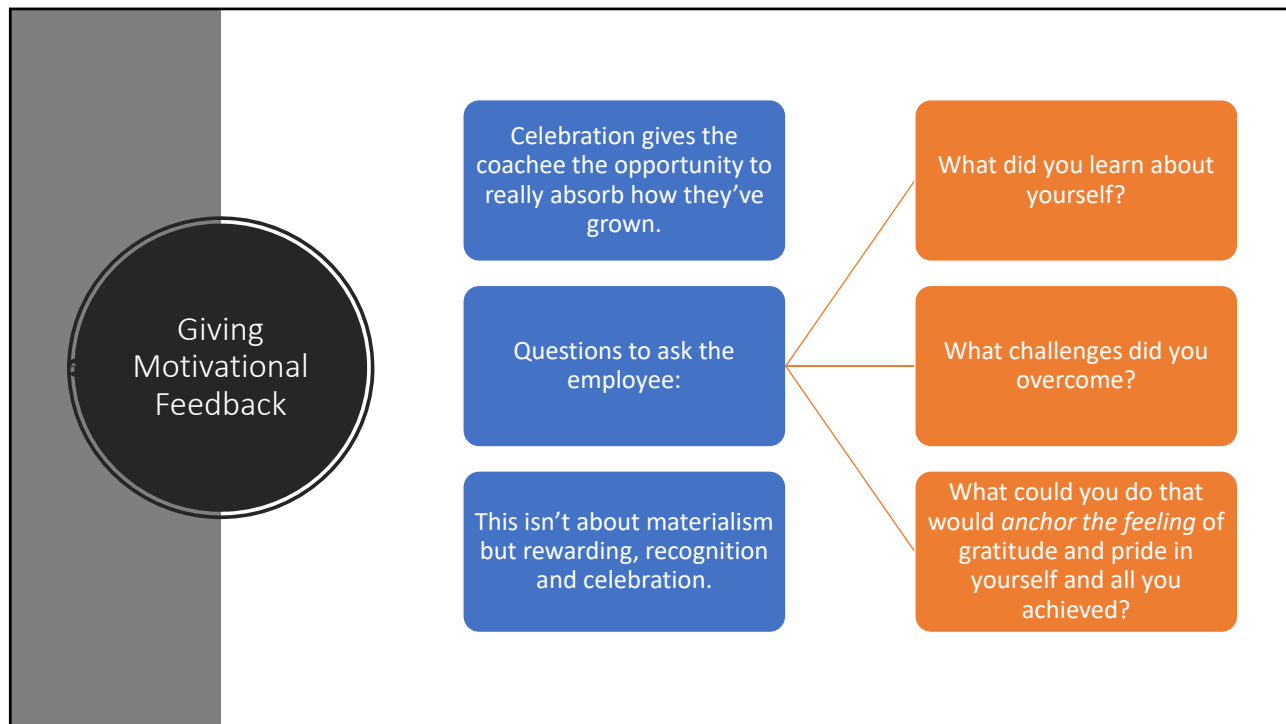 Giving
Motivational
Feedback
Celebration gives the
coachee the opportunity to
really absorb how they’ve
grown.
Questions to ask the
employee:
This isn’t about materialism
but rewarding, recognition
and celebration.
What did you learn about
yourself?
What challenges did you
overcome?
What could you do that
would anchor the feeling of
gratitude and pride in
yourself and all you
achieved?